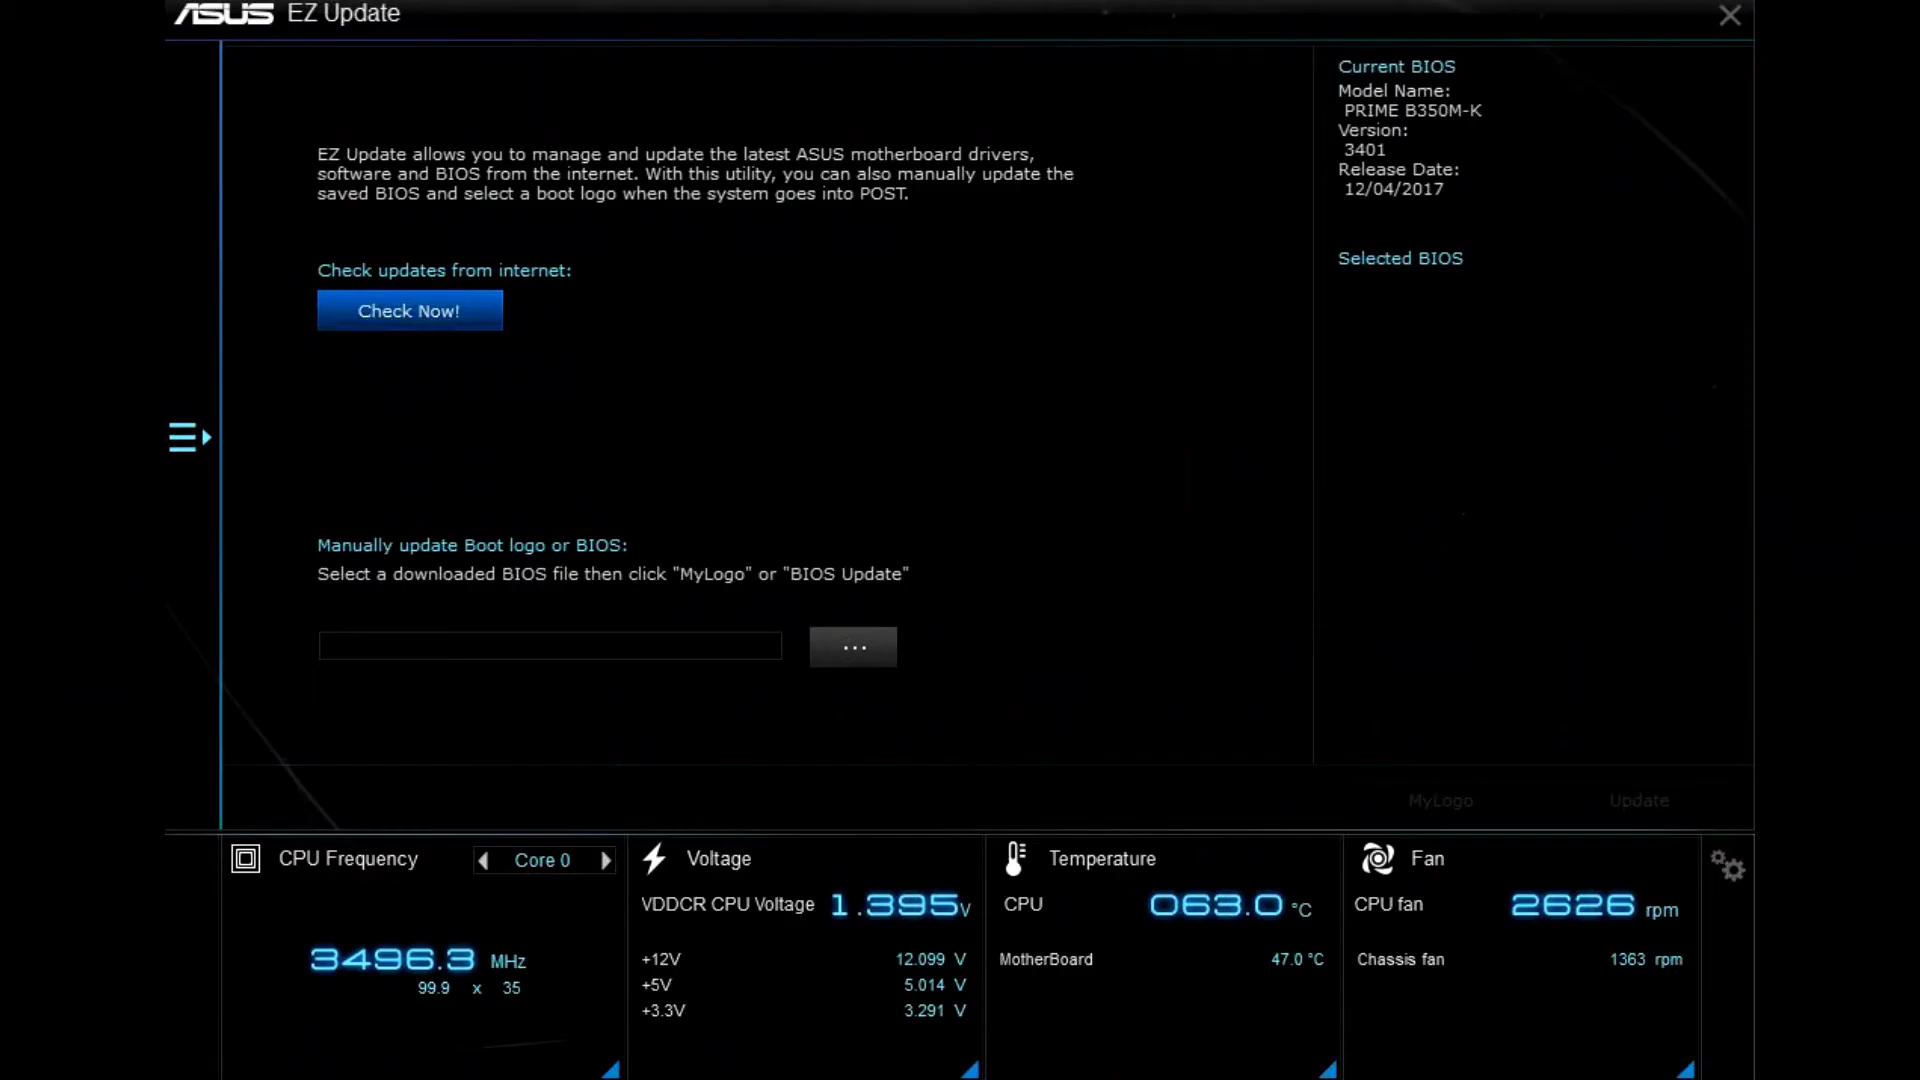 ASUS EZ Update
EZ Update allows you to manage and update the latest ASUS motherboard drivers,
software and BIOS from the internet. With this utility, you can also manually update the
saved BIOS and select a boot logo when the system goes into POST.
Check updates from internet:
Check Now!
Manually update Boot logo or BIOS:
Select a downloaded BIOS file then click "MyLogo" or "BIOS Update"
...
Current BIOS
Model Name:
PRIME B350M-K
Version:
3401
Release Date:
12/04/2017
Selected BIOS
MyLogo Update
CPU Frequency Core 0
3496.3 MHz
99.9 x 35
Voltage
VDDCR CPU Voltage 1.395 V
+12V 12.099 V
+5V 5.014 V
+3.3V 3.291 V
Temperature
CPU 063.0 °C
MotherBoard 47.0 °C
Fan
CPU fan 2626 rpm
Chassis fan 1363 rpm